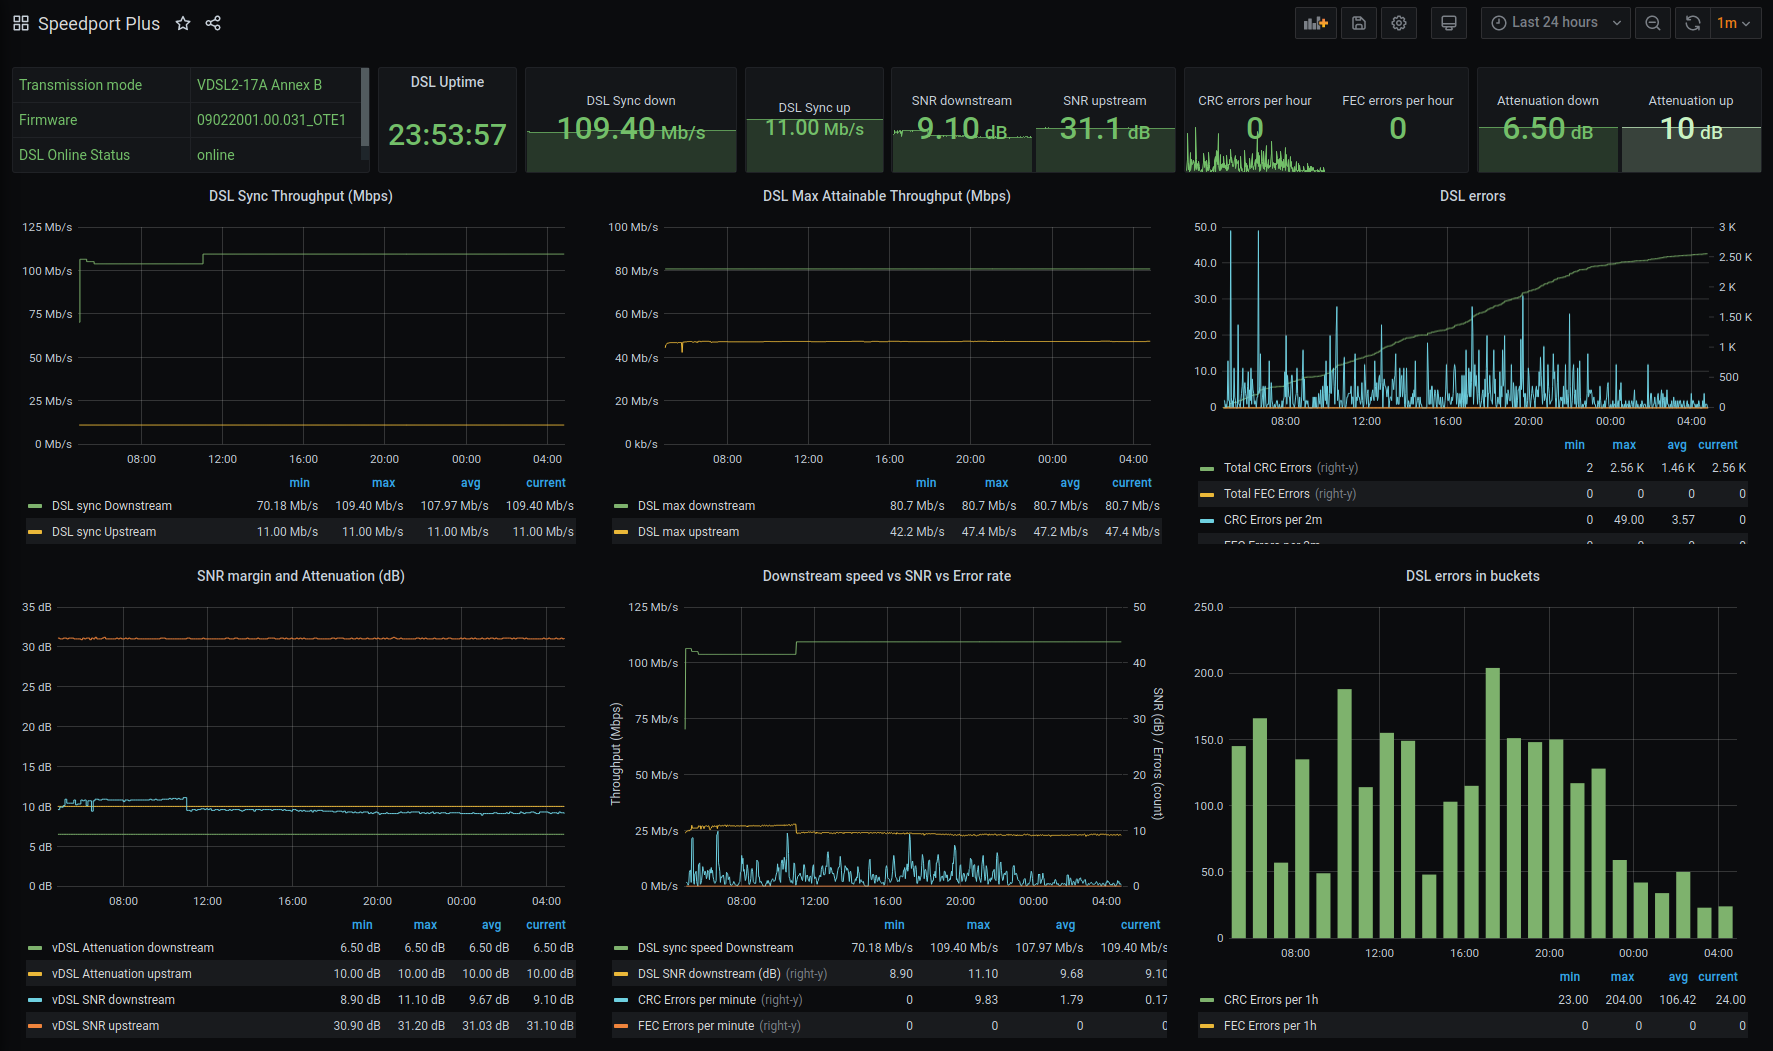 Speedport Plus
Last 24 hours
1m
Transmission mode VDSL2-17A Annex B
Firmware 09022001.00.031_OTE1
DSL Online Status online
DSL Uptime
23:53:57
DSL Sync down
109.40 Mb/s
DSL Sync up
11.00 Mb/s
SNR downstream
9.10 dB
SNR upstream
31.1 dB
CRC errors per hour
0
FEC errors per hour
0
Attenuation down
6.50 dB
Attenuation up
10 dB
DSL Sync Throughput (Mbps)
125 Mb/s
100 Mb/s
75 Mb/s
50 Mb/s
25 Mb/s
0 Mb/s
08:00 12:00 16:00 20:00 00:00 04:00
min max avg current
DSL sync Downstream 70.18 Mb/s 109.40 Mb/s 107.97 Mb/s 109.40 Mb/s
DSL sync Upstream 11.00 Mb/s 11.00 Mb/s 11.00 Mb/s 11.00 Mb/s
DSL Max Attainable Throughput (Mbps)
100 Mb/s
80 Mb/s
60 Mb/s
40 Mb/s
20 Mb/s
0 kb/s
08:00 12:00 16:00 20:00 00:00 04:00
min max avg current
DSL max downstream 80.7 Mb/s 80.7 Mb/s 80.7 Mb/s 80.7 Mb/s
DSL max upstream 42.2 Mb/s 47.4 Mb/s 47.2 Mb/s 47.4 Mb/s
DSL errors
50.0 3 K
40.0 2.50 K
30.0 2 K
20.0 1.50 K
10.0 1 K
0 500
0
08:00 12:00 16:00 20:00 00:00 04:00
min max avg current
Total CRC Errors (right-y) 2 2.56 K 1.46 K 2.56 K
Total FEC Errors (right-y) 0 0 0 0
CRC Errors per 2m 0 49.00 3.57 0
SNR margin and Attenuation (dB)
35 dB
30 dB
25 dB
20 dB
15 dB
10 dB
5 dB
0 dB
08:00 12:00 16:00 20:00 00:00 04:00
min max avg current
vDSL Attenuation downstream 6.50 dB 6.50 dB 6.50 dB 6.50 dB
vDSL Attenuation upstram 10.00 dB 10.00 dB 10.00 dB 10.00 dB
vDSL SNR downstream 8.90 dB 11.10 dB 9.67 dB 9.10 dB
vDSL SNR upstream 30.90 dB 31.20 dB 31.03 dB 31.10 dB
Downstream speed vs SNR vs Error rate
Throughput (Mbps)
125 Mb/s 50
100 Mb/s 40
75 Mb/s 30
50 Mb/s 20
25 Mb/s 10
0 Mb/s 0
SNR (dB) / Errors (count)
08:00 12:00 16:00 20:00 00:00 04:00
min max avg current
DSL sync speed Downstream 70.18 Mb/s 109.40 Mb/s 107.97 Mb/s 109.40 Mb/s
DSL SNR downstream (dB) (right-y) 8.90 11.10 9.68 9.10
CRC Errors per minute (right-y) 0 9.83 1.79 0.17
FEC Errors per minute (right-y) 0 0 0 0
DSL errors in buckets
250.0
200.0
150.0
100.0
50.0
0
08:00 12:00 16:00 20:00 00:00 04:00
min max avg current
CRC Errors per 1h 23.00 204.00 106.42 24.00
FEC Errors per 1h 0 0 0 0